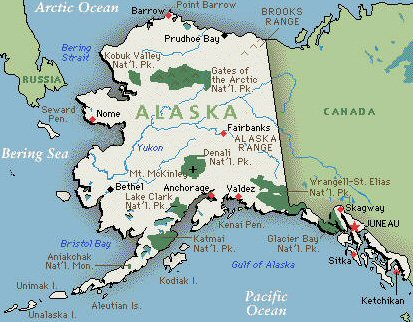 Arctic Ocean
Point Barrow
Barrow
BROOKS
RANGE
Prudhoe Bay
Bering
Strait
Kobuk Valley
Nat'l. Pk.
Gates of
the Arctic
Nat'l. Pk.
RUSSIA
Seward
Pen.
Nome
ALASKA
CANADA
Fairbanks
ALASKA
RANGE
Yukon
Denali
Nat'l. Pk.
Bering Sea
Mt. McKinley
Bethel
Anchorage
Valdez
Wrangell-St. Elias
Nat'l. Pk.
Lake Clark
Nat'l. Pk.
Skagway
JUNEAU
Kenai Pen.
Glacier Bay
Nat'l. Pk.
Sitka
Bristol Bay
Katmai
Nat'l. Pk.
Aniakchak
Nat'l. Mon.
Gulf of Alaska
Ketchikan
Kodiak I.
Unimak I.
Aleutian Is.
Unalaska I.
Pacific
Ocean